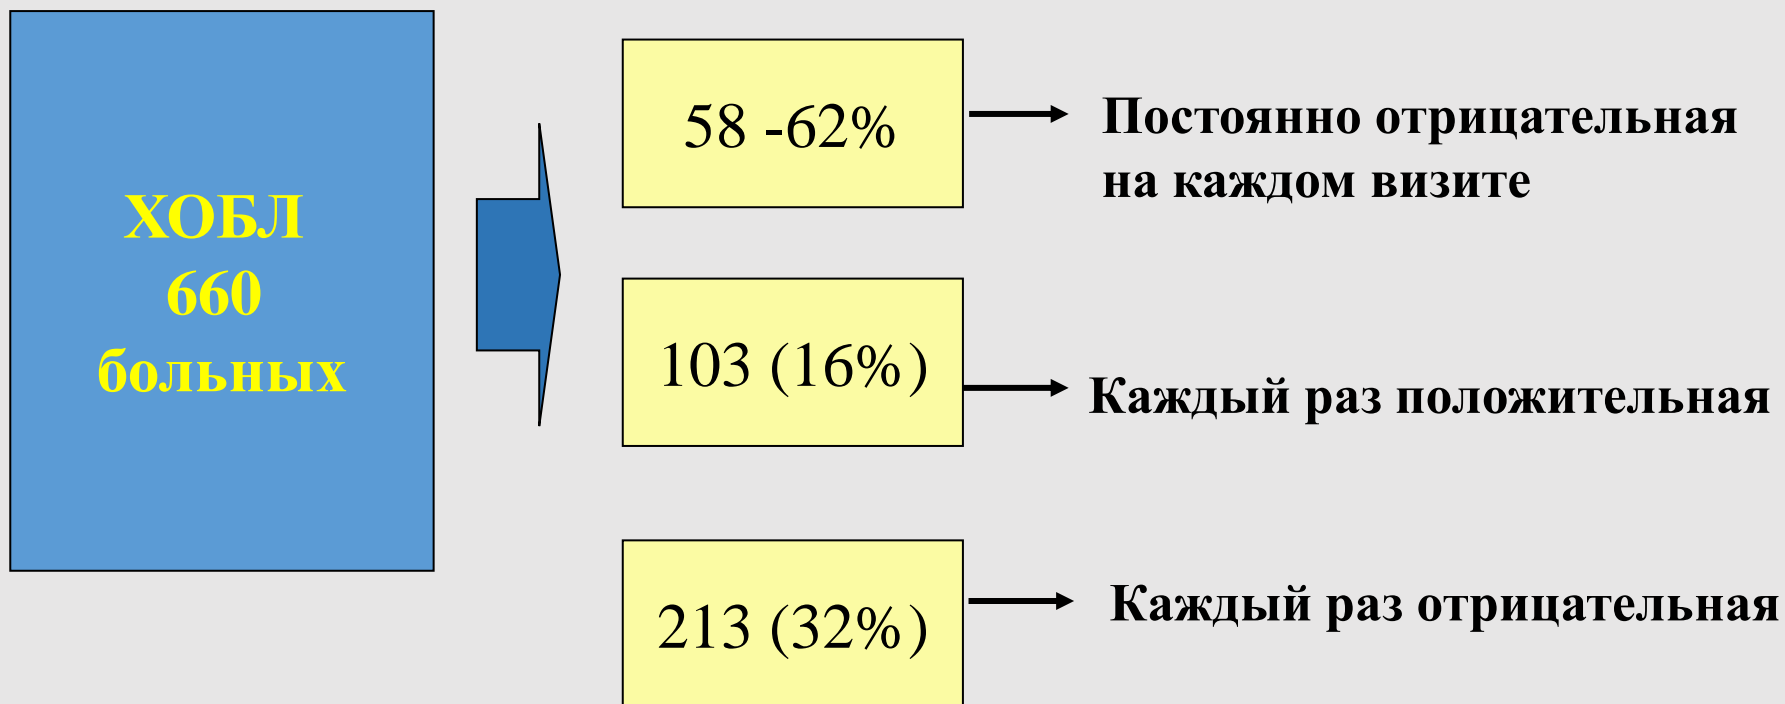 ХОБЛ
660
больных
58 -62%
Постоянно отрицательная
на каждом визите
103 (16%)
Каждый раз положительная
213 (32%)
Каждый раз отрицательная